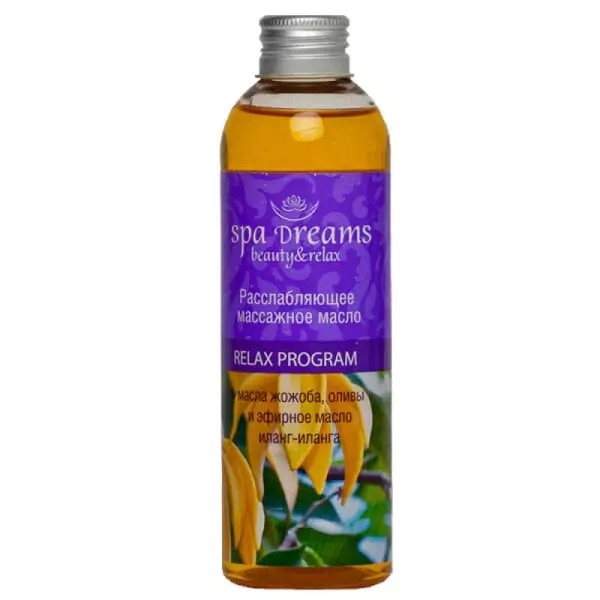 spa Dreams
beauty&relax
Расслабляющее
массажное масло
RELAX PROGRAM
масла жожоба, оливы
и эфирное масло
иланг-иланга